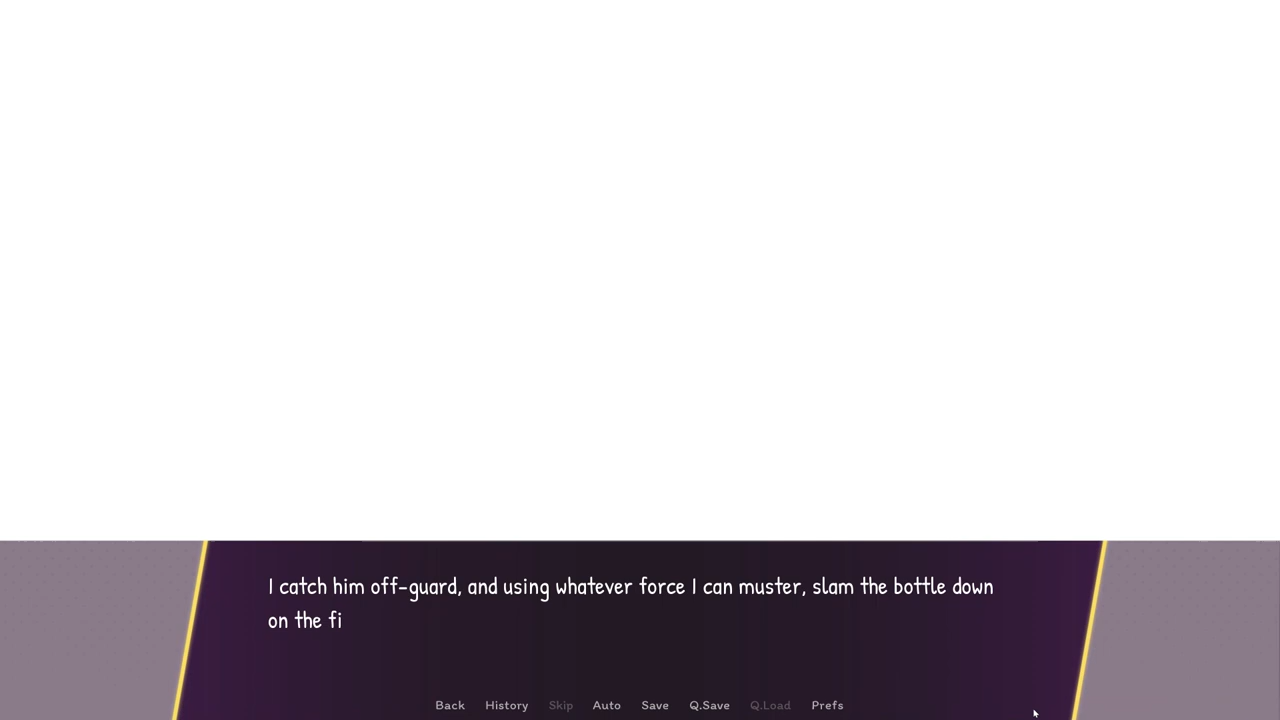 I catch him off-guard, and using whatever force I can muster, slam the bottle down
on the fi
Back History Skip Auto Save Q.Save Q.Load Prefs